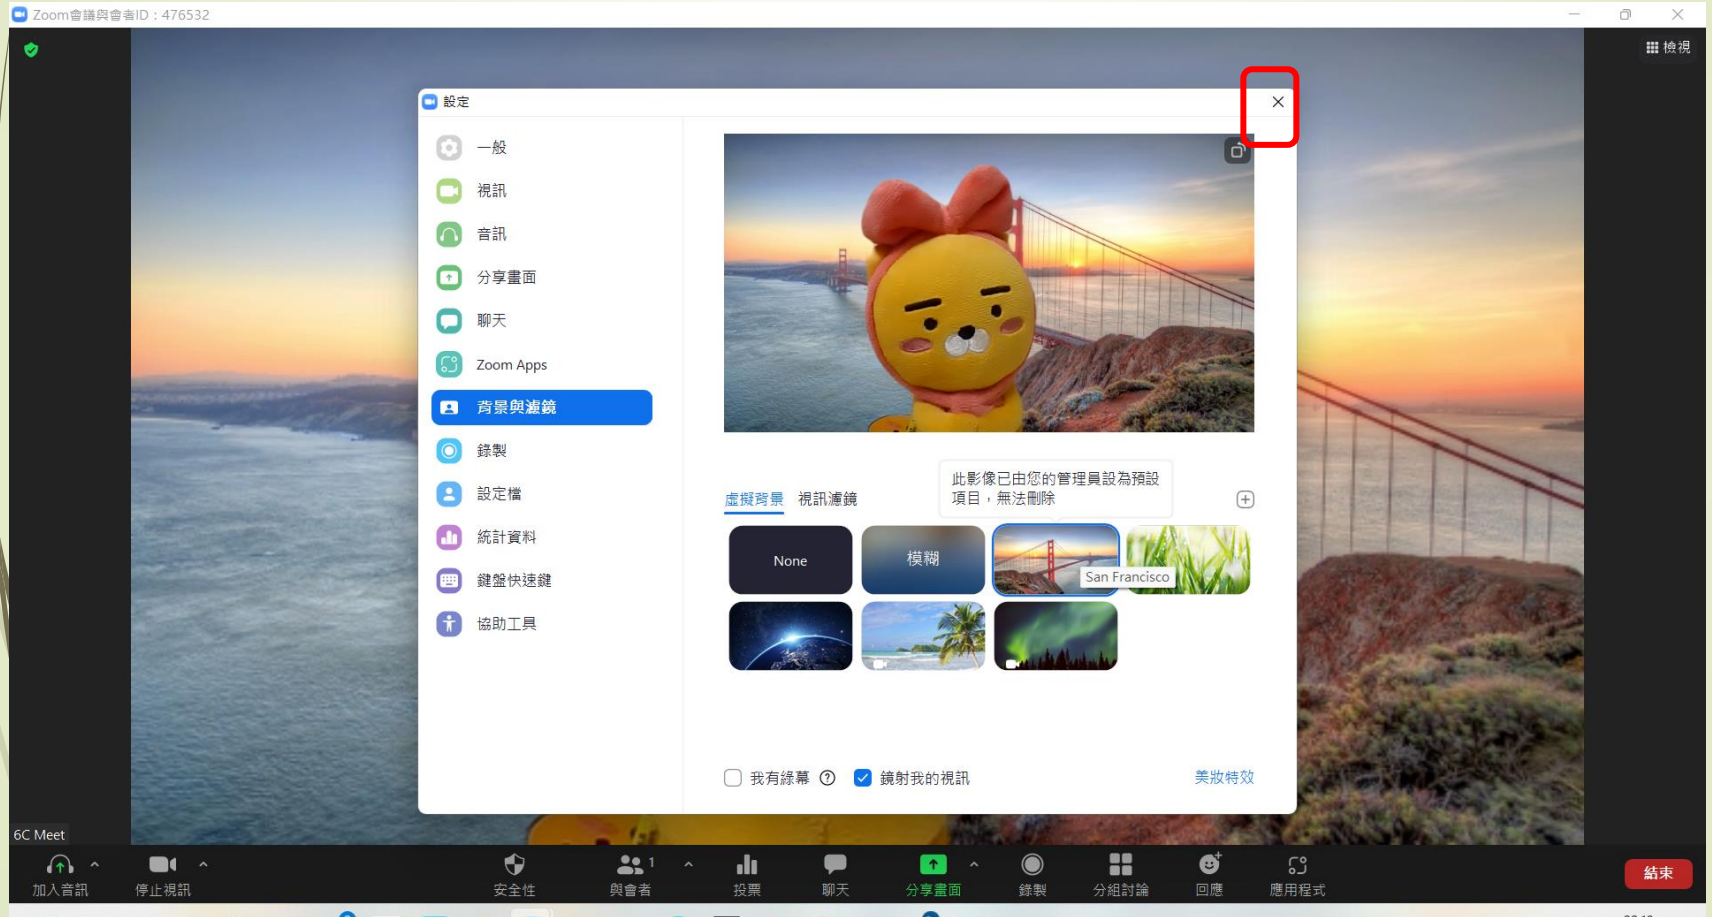 Zoom會議與會者ID：476532
檢視
設定
一般
視訊
音訊
分享畫面
聊天
Zoom Apps
背景與濾鏡
錄製
設定檔
統計資料
鍵盤快速鍵
協助工具
此影像已由您的管理員設為預設
項目，無法刪除
虛擬背景 視訊濾鏡
None
模糊
San Francisco
我有綠幕
鏡射我的視訊
美妝特效
6C Meet
1
加入音訊
停止視訊
安全性
與會者
投票
聊天
分享畫面
錄製
分組討論
回應
應用程式
結束